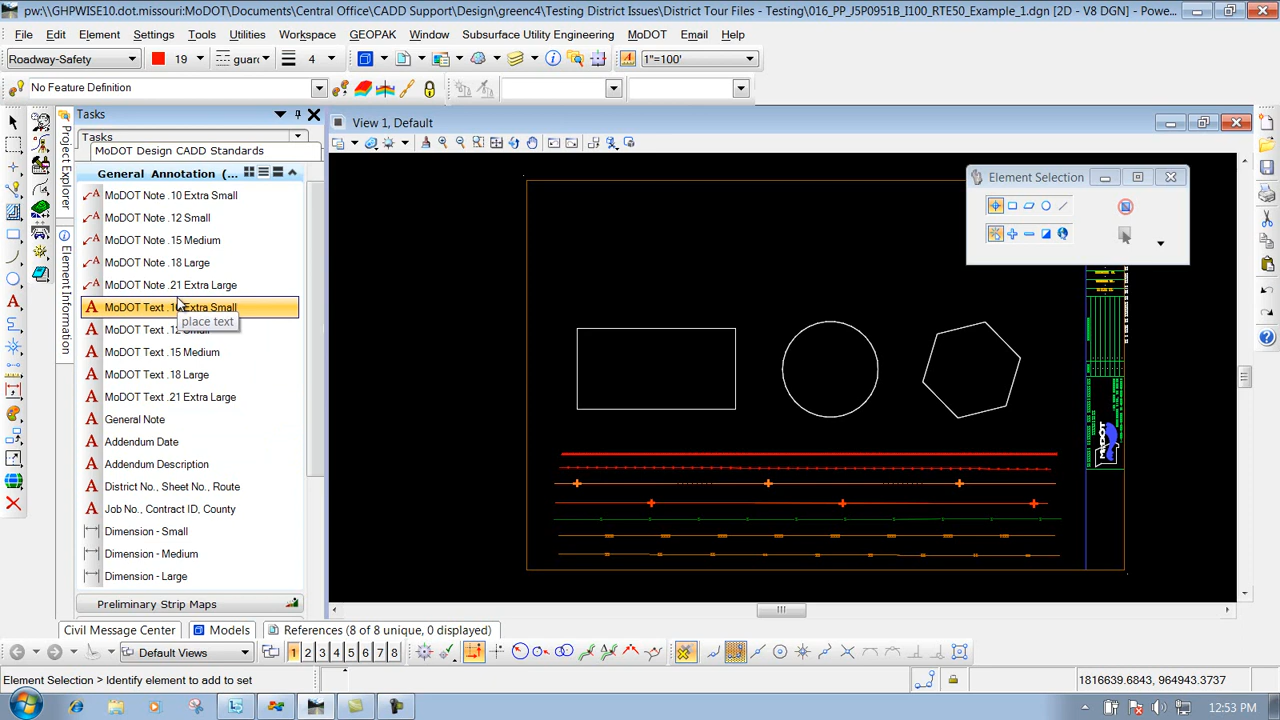 pw:\\GHPWISE10.dot.missouri:MoDOT\Documents\Central Office\CADD Support\Design\greenc4\Testing District Issues\District Tour Files - Testing\016_PP_J5P0951B_I100_RTE50_Example_1.dgn [2D - V8 DGN] - Powe...
File Edit Element Settings Tools Utilities Workspace GEOPAK Window Subsurface Utility Engineering MoDOT Email Help
Roadway-Safety 19 guar 4 1"=100'
No Feature Definition
Tasks
Tasks
MoDOT Design CADD Standards
General Annotation (...
MoDOT Note .10 Extra Small
MoDOT Note .12 Small
MoDOT Note .15 Medium
MoDOT Note .18 Large
MoDOT Note .21 Extra Large
MoDOT Text .1 Extra Small
place text
MoDOT Text .12 Small
MoDOT Text .15 Medium
MoDOT Text .18 Large
MoDOT Text .21 Extra Large
General Note
Addendum Date
Addendum Description
District No., Sheet No., Route
Job No., Contract ID, County
Dimension - Small
Dimension - Medium
Dimension - Large
Preliminary Strip Maps
Project Explorer
Element Information
View 1, Default
Element Selection
MoDOT
Civil Message Center Models References (8 of 8 unique, 0 displayed)
Default Views 1 2 3 4 5 6 7 8
Element Selection > Identify element to add to set 1816639.6843, 964943.3737
12:53 PM